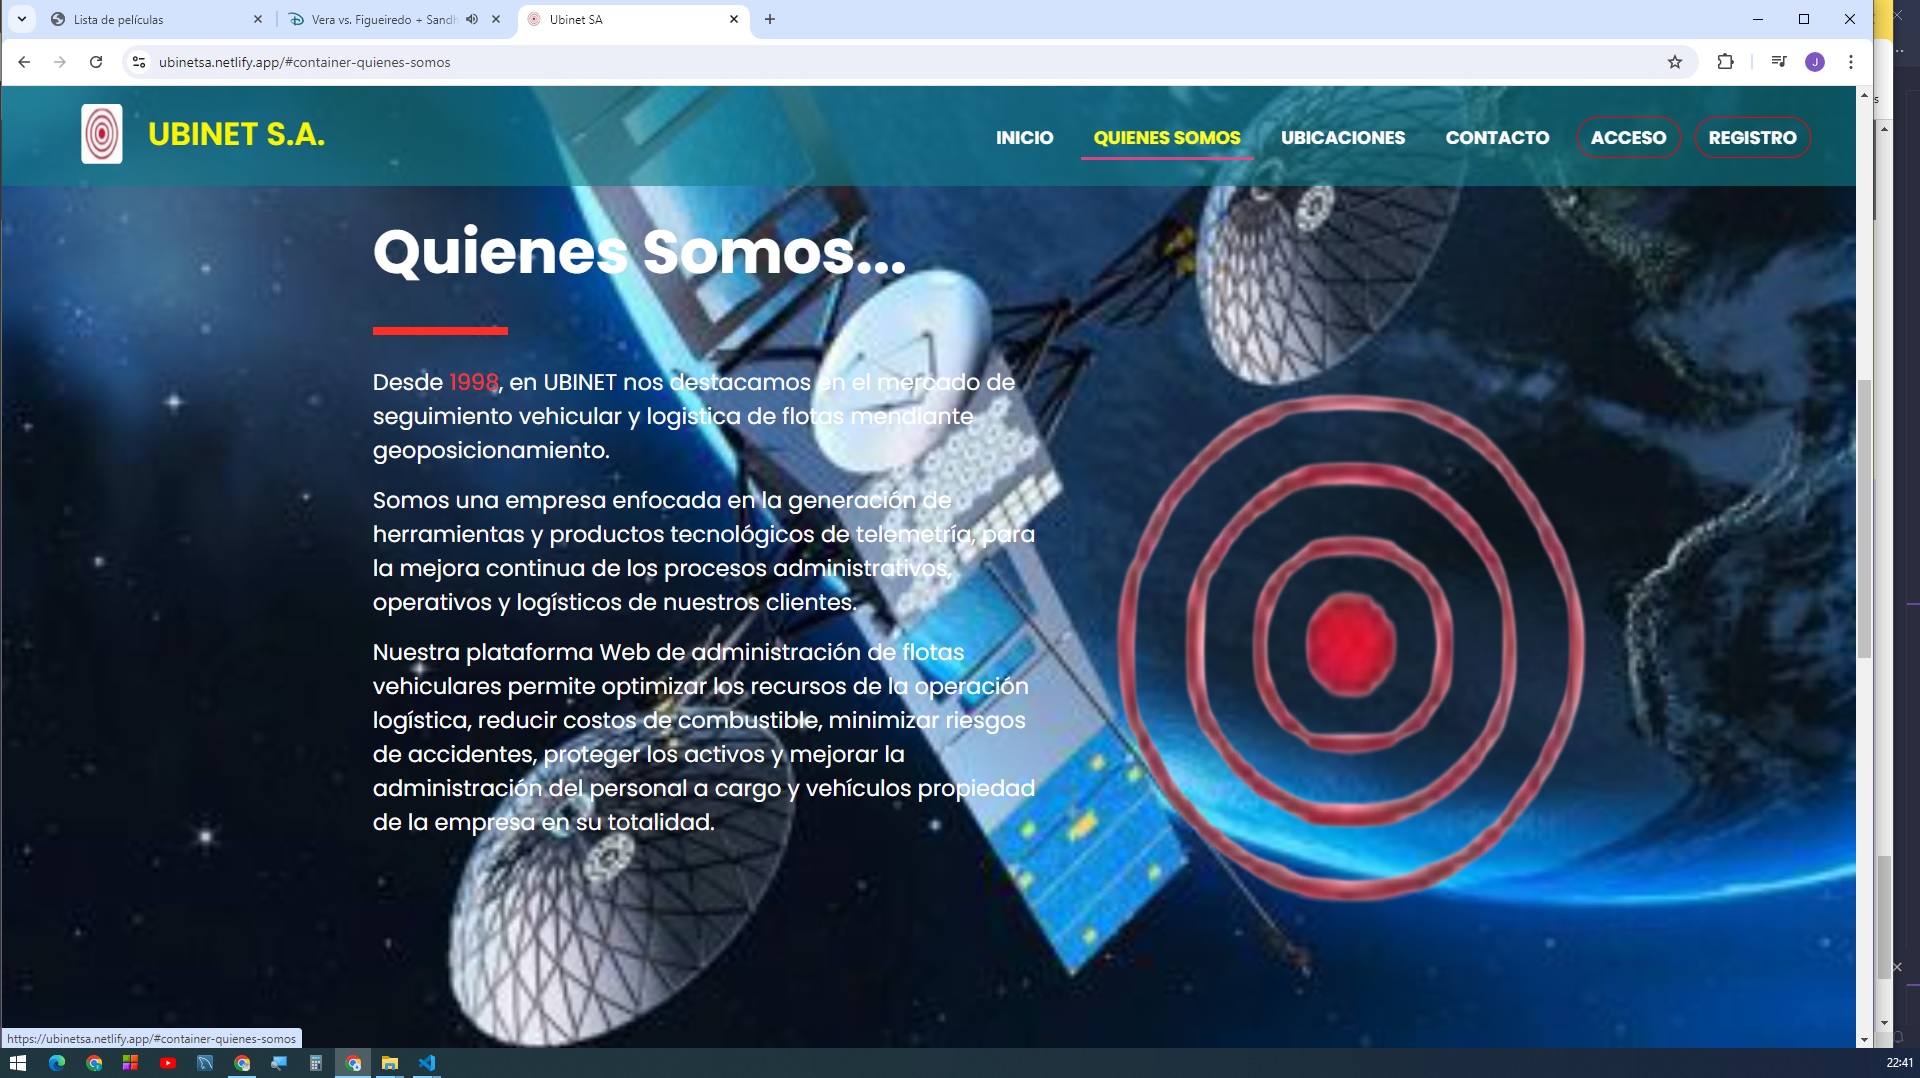 Lista de películas
Vera vs. Figueiredo + Sandh
Ubinet SA
ubinetsa.netlify.app/#container-quienes-somos
J
UBINET S.A.
INICIO
QUIENES SOMOS
UBICACIONES
CONTACTO
ACCESO
REGISTRO
Quienes Somos...
Desde 1998, en UBINET nos destacamos en el mercado de
seguimiento vehicular y logistica de flotas mendiante
geoposicionamiento.
Somos una empresa enfocada en la generación de
herramientas y productos tecnológicos de telemetría, para
la mejora continua de los procesos administrativos,
operativos y logísticos de nuestros clientes.
Nuestra plataforma Web de administración de flotas
vehiculares permite optimizar los recursos de la operación
logística, reducir costos de combustible, minimizar riesgos
de accidentes, proteger los activos y mejorar la
administración del personal a cargo y vehículos propiedad
de la empresa en su totalidad.
https://ubinetsa.netlify.app/#container-quienes-somos
22:41